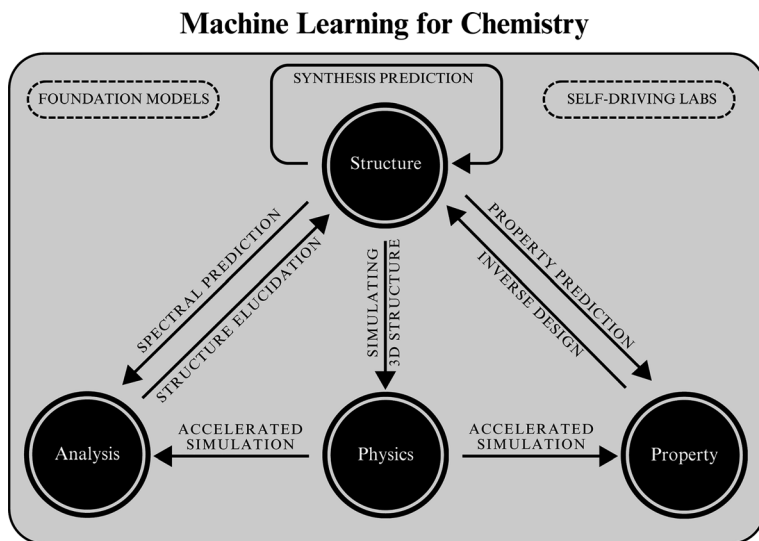 Machine Learning for Chemistry
SYNTHESIS PREDICTION
FOUNDATION MODELS
SELF-DRIVING LABS
Structure
SPECTRAL PREDICTION
STRUCTURE ELUCIDATION
SIMULATING
3D STRUCTURE
PROPERTY PREDICTION
INVERSE DESIGN
Analysis
ACCELERATED
SIMULATION
Physics
ACCELERATED
SIMULATION
Property